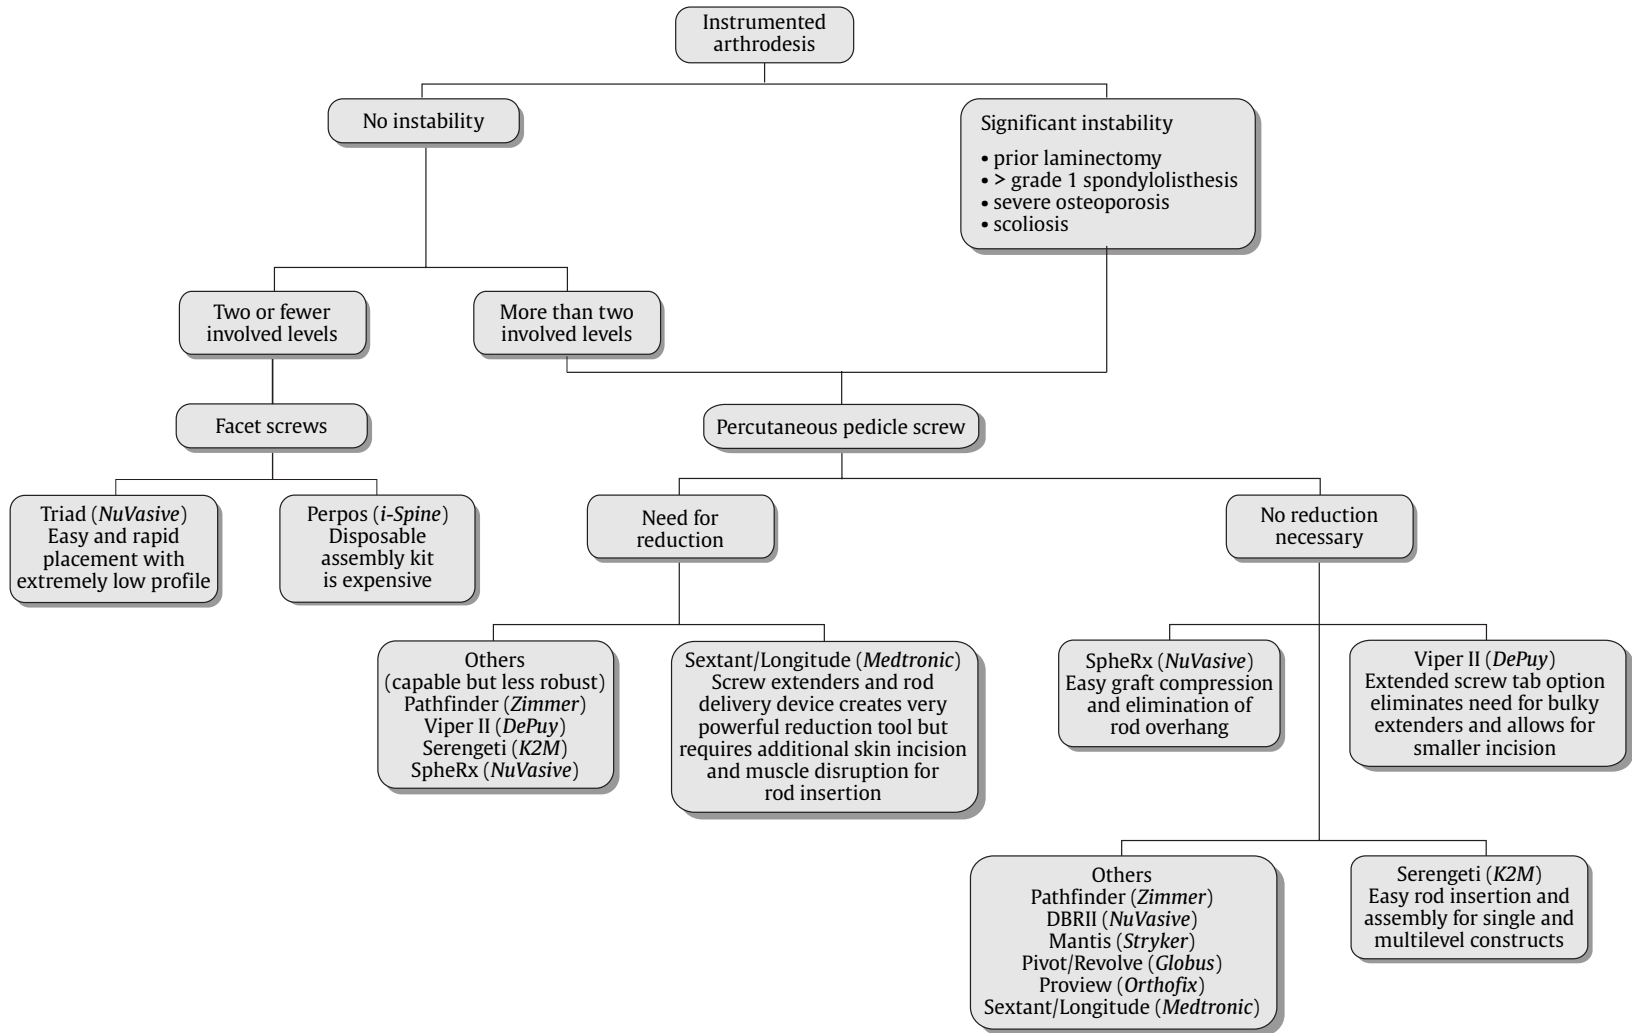 Instrumented
arthrodesis
No instability
Significant instability
• prior laminectomy
• > grade 1 spondylolisthesis
• severe osteoporosis
• scoliosis
Two or fewer
involved levels
More than two
involved levels
Facet screws
Percutaneous pedicle screw
Triad (NuVasive)
Easy and rapid
placement with
extremely low profile
Perpos (i-Spine)
Disposable
assembly kit
is expensive
Need for
reduction
No reduction
necessary
Others
(capable but less robust)
Pathfinder (Zimmer)
Viper II (DePuy)
Serengeti (K2M)
SpheRx (NuVasive)
Sextant/Longitude (Medtronic)
Screw extenders and rod
delivery device creates very
powerful reduction tool but
requires additional skin incision
and muscle disruption for
rod insertion
SpheRx (NuVasive)
Easy graft compression
and elimination of
rod overhang
Viper II (DePuy)
Extended screw tab option
eliminates need for bulky
extenders and allows for
smaller incision
Others
Pathfinder (Zimmer)
DBRII (NuVasive)
Mantis (Stryker)
Pivot/Revolve (Globus)
Proview (Orthofix)
Sextant/Longitude (Medtronic)
Serengeti (K2M)
Easy rod insertion and
assembly for single and
multilevel constructs